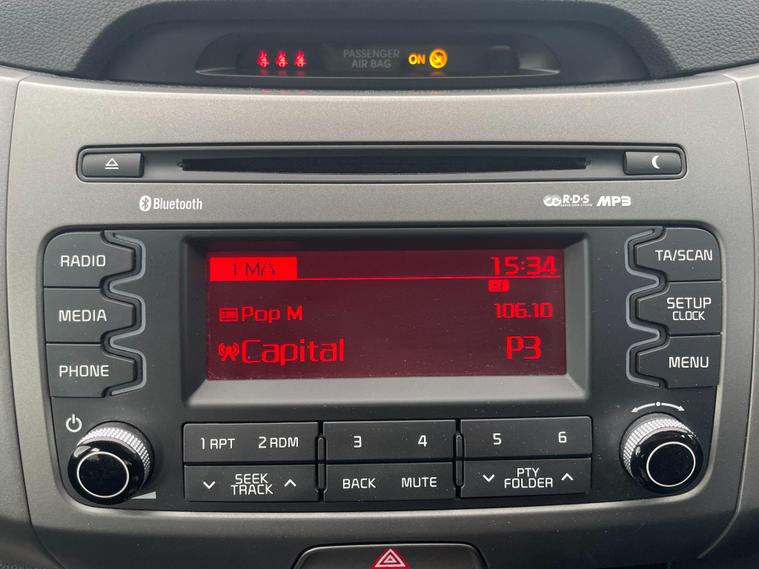 PASSENGER
AIR BAG
ON
Bluetooth
R·D·S MP3
RADIO
MEDIA
PHONE
FMA 15:34
Pop M 106.10
Capital P3
TA/SCAN
SETUP
CLOCK
MENU
1 RPT 2 RDM 3 4 5 6
SEEK
TRACK
BACK MUTE
PTY
FOLDER